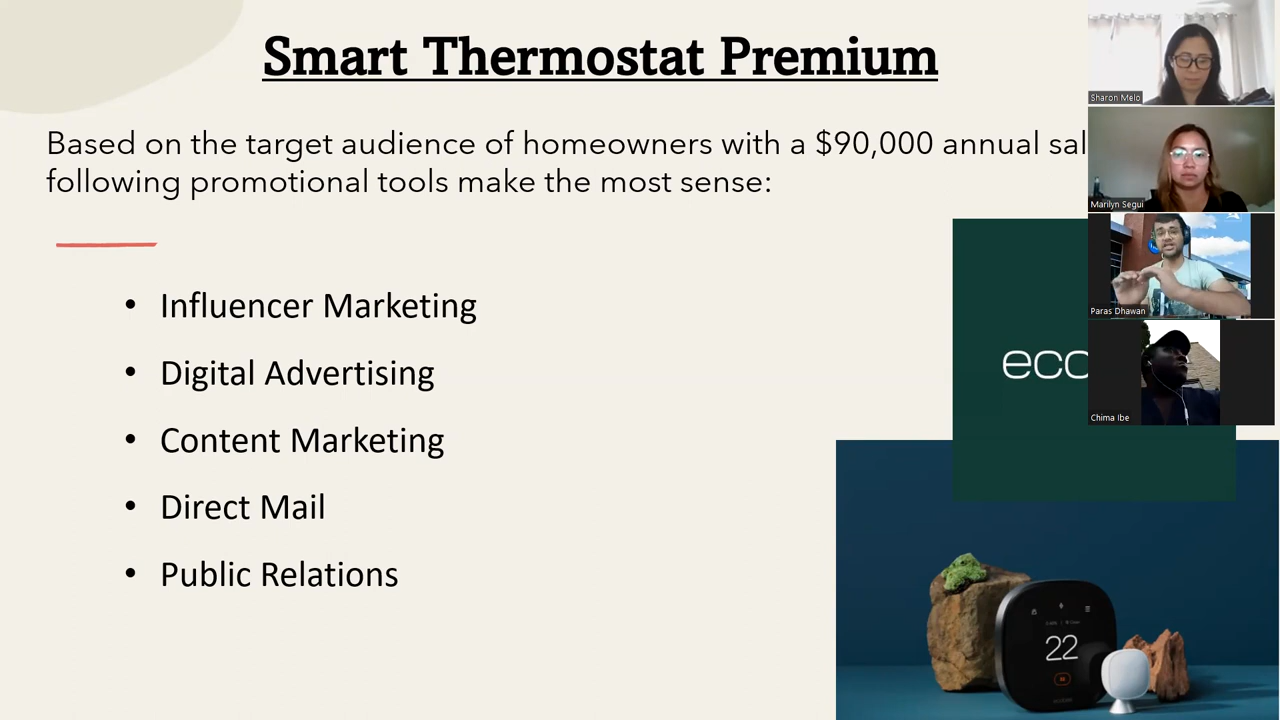 Smart Thermostat Premium
Based on the target audience of homeowners with a $90,000 annual sal
following promotional tools make the most sense:
• Influencer Marketing
• Digital Advertising
• Content Marketing
• Direct Mail
• Public Relations
eco
22
Sharon Melo
Marilyn Segui
Paras Dhawan
Chima Ibe